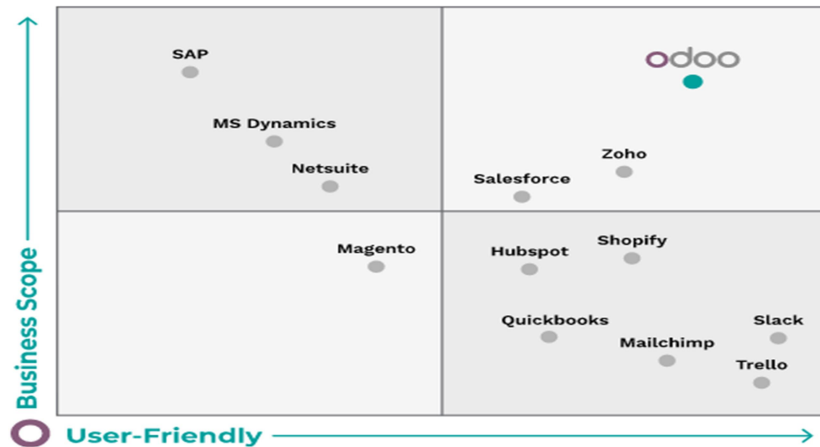 SAP
odoo
MS Dynamics
Zoho
Netsuite
Salesforce
Magento
Hubspot
Shopify
Quickbooks
Slack
Mailchimp
Trello
Business Scope
User-Friendly